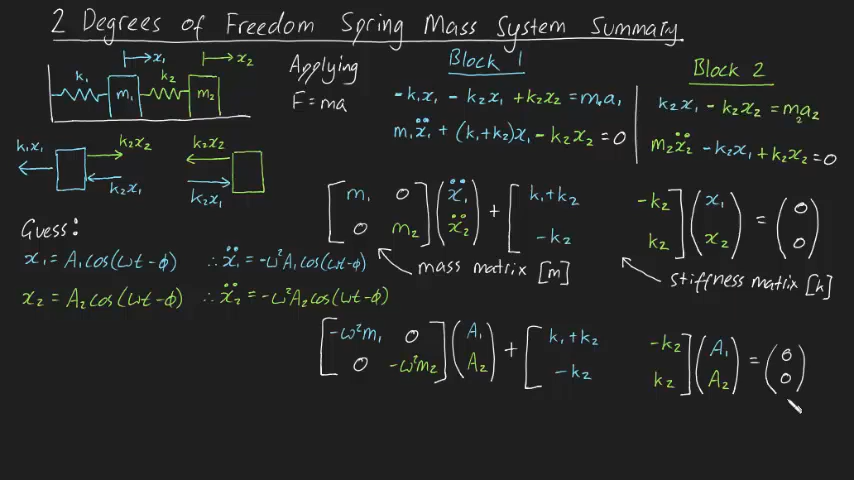 2 Degrees of Freedom Spring Mass System Summary
x₁ x₂
k₁ k₂
m₁ m₂
k₁x₁ k₂x₂ k₂x₂
k₂x₁ k₂x₁
Applying
F=ma
Block 1
-k₁x₁ - k₂x₁ + k₂x₂ = m₁a₁
m₁ẍ₁ + (k₁+k₂)x₁ - k₂x₂ = 0
Block 2
k₂x₁ - k₂x₂ = m₂a₂
m₂ẍ₂ - k₂x₁ + k₂x₂ = 0
[m₁ 0] (ẍ₁) + [k₁+k₂ -k₂] (x₁) = (0)
[0 m₂] (ẍ₂) [-k₂ k₂] (x₂) (0)
mass matrix [m]
stiffness matrix [k]
Guess:
x₁ = A₁cos(ωt-φ) ∴ẍ₁ = -ω²A₁cos(ωt-φ)
x₂ = A₂cos(ωt-φ) ∴ẍ₂ = -ω²A₂cos(ωt-φ)
[-ω²m₁ 0] (A₁) + [k₁+k₂ -k₂] (A₁) = (0)
[0 -ω²m₂] (A₂) [-k₂ k₂] (A₂) (0)